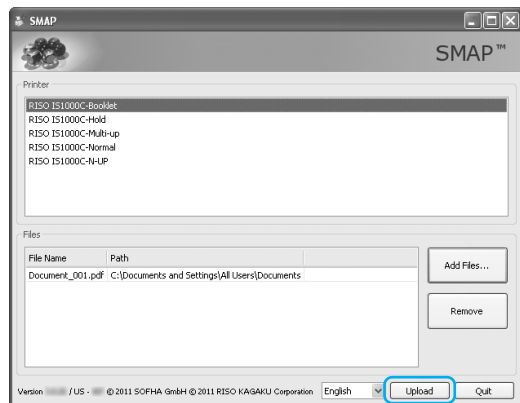 SMAP
SMAP™
Printer
RISO IS1000C-Booklet
RISO IS1000C-Hold
RISO IS1000C-Multi-up
RISO IS1000C-Normal
RISO IS1000C-N-UP
Files
File Name Path
Document_001.pdf C:\Documents and Settings\All Users\Documents
Add Files...
Remove
Version / US - © 2011 SOFHA GmbH © 2011 RISO KAGAKU Corporation English Upload Quit